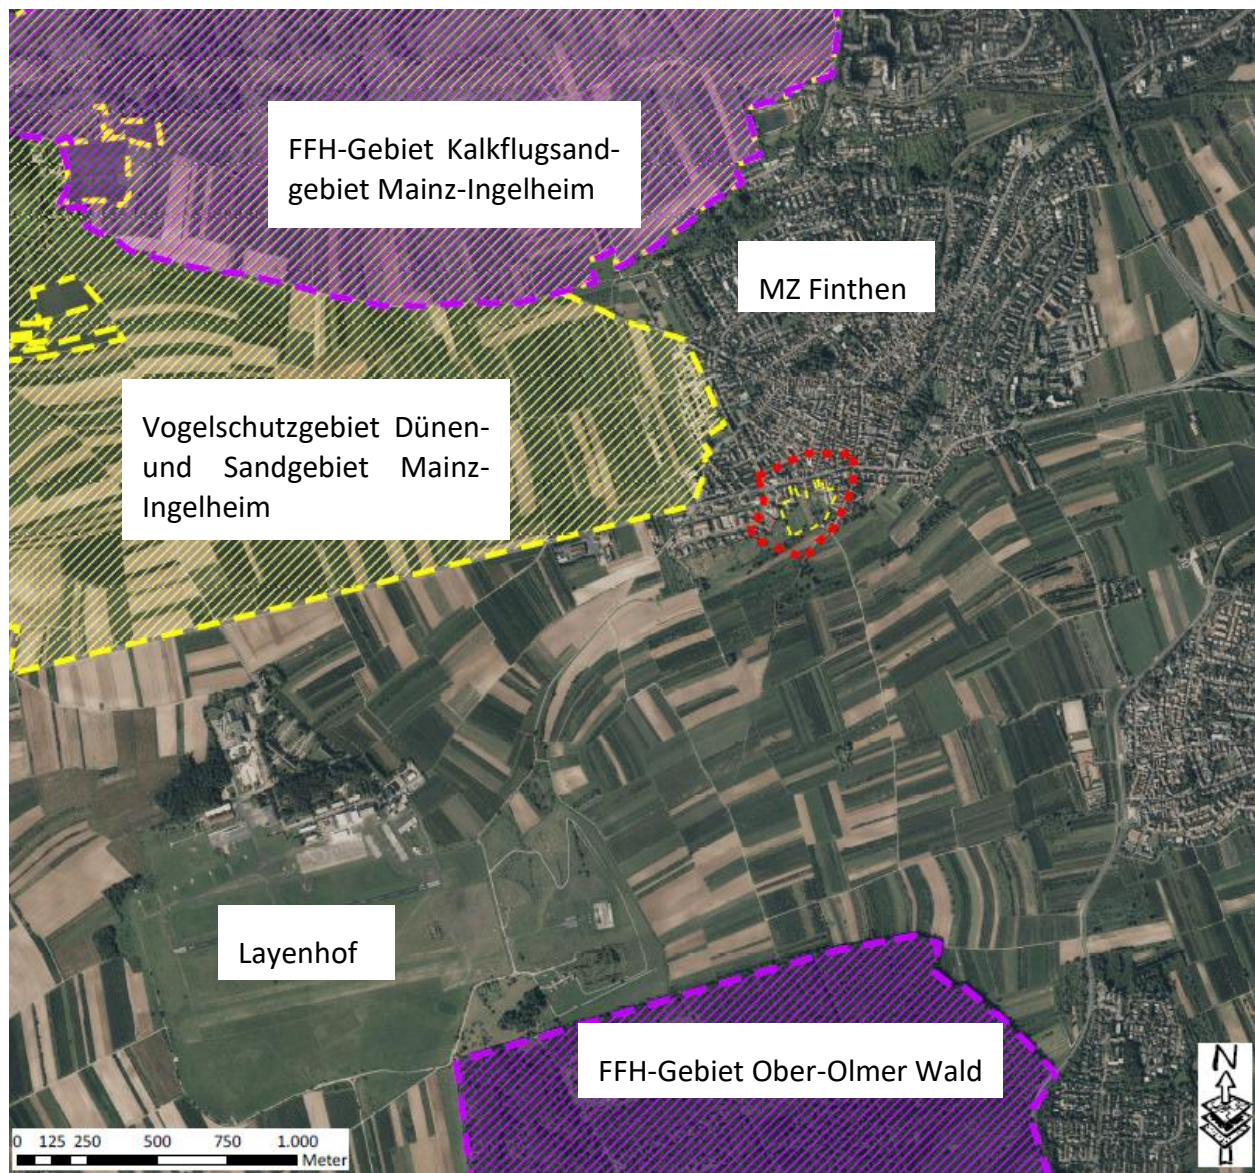 FFH-Gebiet Kalkflugsand-
gebiet Mainz-Ingelheim
MZ Finthen
Vogelschutzgebiet Dünen-
und Sandgebiet Mainz-
Ingelheim
Layenhof
FFH-Gebiet Ober-Olmer Wald
N
0 125 250 500 750 1.000
Meter